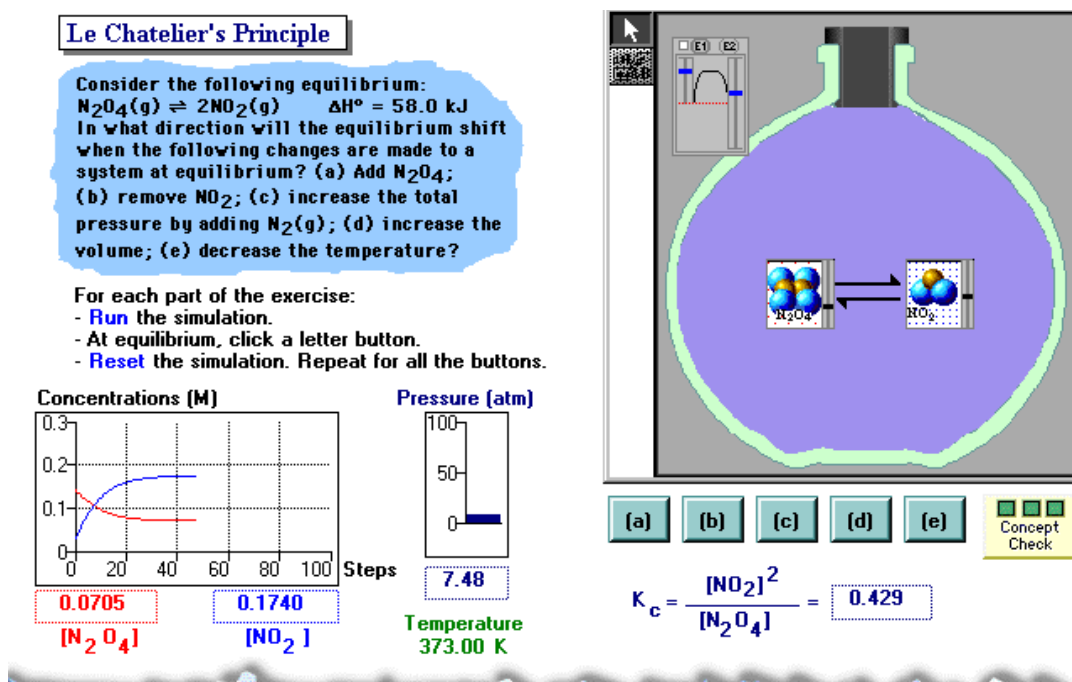 Le Chatelier's Principle
Consider the following equilibrium:
N₂O₄(g) ⇌ 2NO₂(g) ΔHº = 58.0 kJ
In what direction will the equilibrium shift
when the following changes are made to a
system at equilibrium? (a) Add N₂O₄;
(b) remove NO₂; (c) increase the total
pressure by adding N₂(g); (d) increase the
volume; (e) decrease the temperature?
For each part of the exercise:
- Run the simulation.
- At equilibrium, click a letter button.
- Reset the simulation. Repeat for all the buttons.
Concentrations (M)
0.3
0.2
0.1
0
0 20 40 60 80 100 Steps
0.0705 0.1740
[N₂O₄] [NO₂]
Pressure (atm)
100
50
0
7.48
Temperature
373.00 K
E1 E2
N₂O₄ NO₂
(a) (b) (c) (d) (e)
Concept
Check
K c = [NO₂]² / [N₂O₄] = 0.429